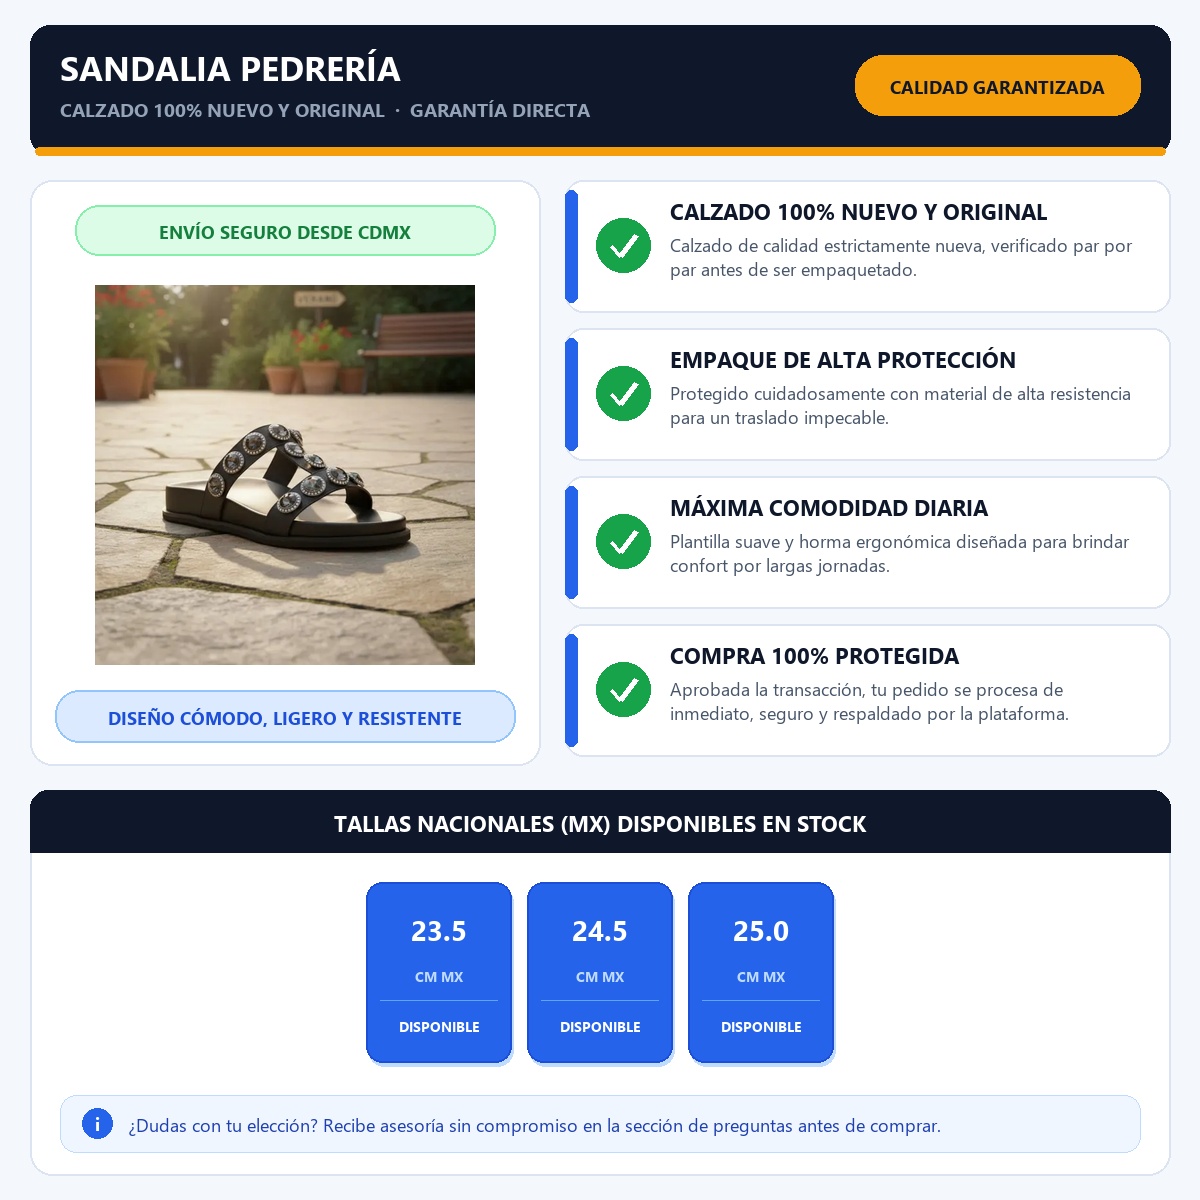 SANDALIA PEDRERÍA
CALZADO 100% NUEVO Y ORIGINAL · GARANTÍA DIRECTA
CALIDAD GARANTIZADA
ENVÍO SEGURO DESDE CDMX
DISEÑO CÓMODO, LIGERO Y RESISTENTE
CALZADO 100% NUEVO Y ORIGINAL
Calzado de calidad estrictamente nueva, verificado par por
par antes de ser empaquetado.
EMPAQUE DE ALTA PROTECCIÓN
Protegido cuidadosamente con material de alta resistencia
para un traslado impecable.
MÁXIMA COMODIDAD DIARIA
Plantilla suave y horma ergonómica diseñada para brindar
confort por largas jornadas.
COMPRA 100% PROTEGIDA
Aprobada la transacción, tu pedido se procesa de
inmediato, seguro y respaldado por la plataforma.
TALLAS NACIONALES (MX) DISPONIBLES EN STOCK
23.5
CM MX
DISPONIBLE
24.5
CM MX
DISPONIBLE
25.0
CM MX
DISPONIBLE
¿Dudas con tu elección? Recibe asesoría sin compromiso en la sección de preguntas antes de comprar.